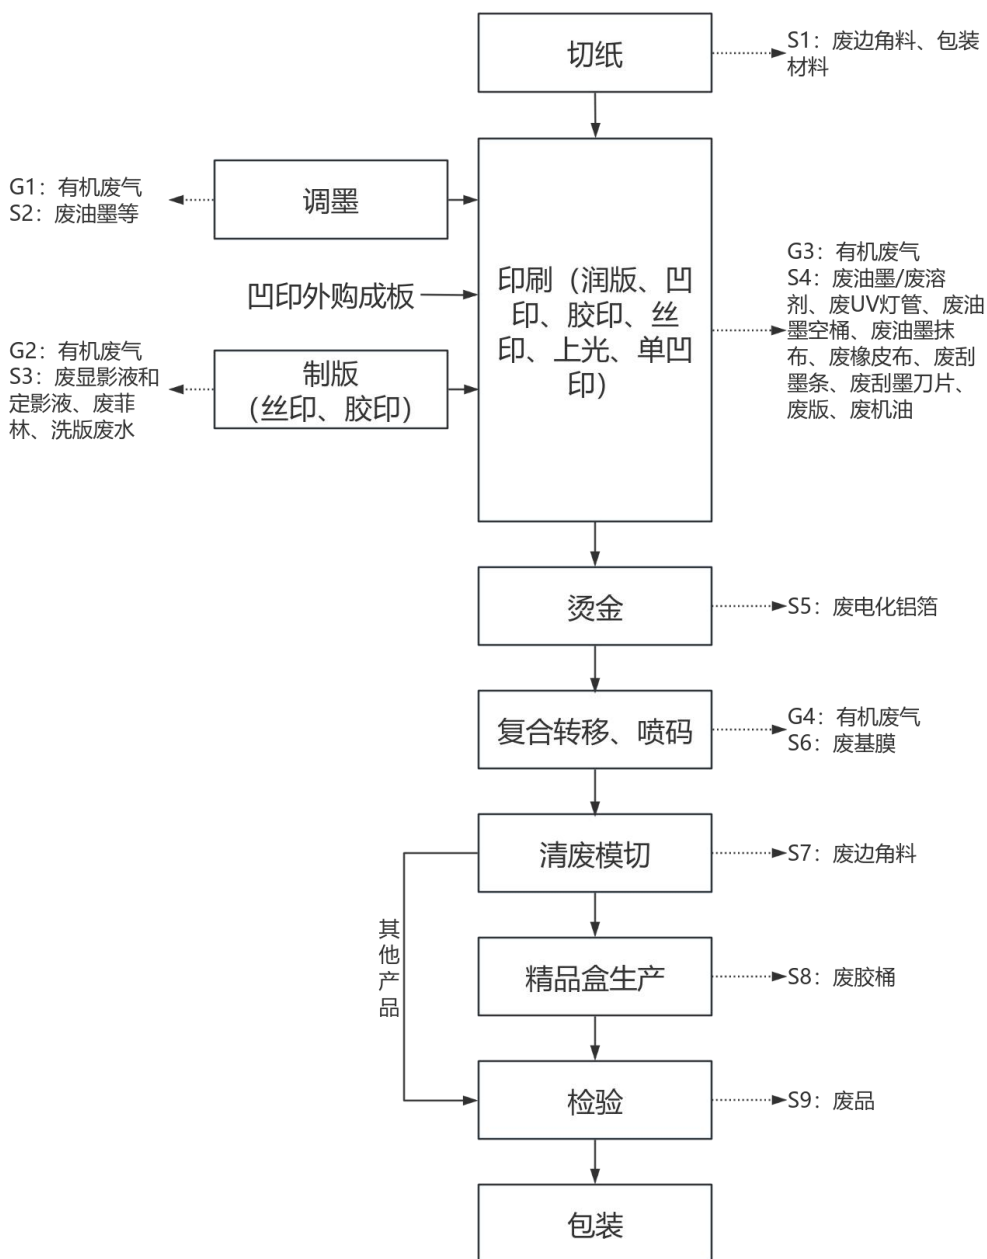 切纸
S1：废边角料、包装
材料
G1：有机废气
S2：废油墨等
调墨
凹印外购成板
G2：有机废气
S3：废显影液和
定影液、废菲
林、洗版废水
制版
（丝印、胶印）
印刷（润版、凹
印、胶印、丝
印、上光、单凹
印）
G3：有机废气
S4：废油墨/废溶
剂、废UV灯管、废油
墨空桶、废油墨抹
布、废橡皮布、废刮
墨条、废刮墨刀片、
废版、废机油
烫金
S5：废电化铝箔
复合转移、喷码
G4：有机废气
S6：废基膜
清废模切
S7：废边角料
其他产品
精品盒生产
S8：废胶桶
检验
S9：废品
包装